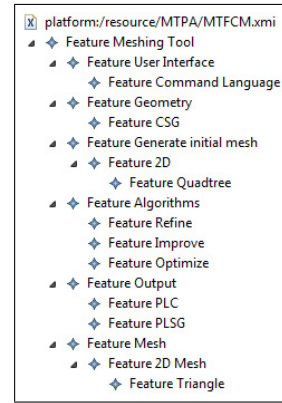 platform:/resource/MTPA/MTFCM.xmi
Feature Meshing Tool
Feature User Interface
Feature Command Language
Feature Geometry
Feature CSG
Feature Generate initial mesh
Feature 2D
Feature Quadtree
Feature Algorithms
Feature Refine
Feature Improve
Feature Optimize
Feature Output
Feature PLC
Feature PLSG
Feature Mesh
Feature 2D Mesh
Feature Triangle